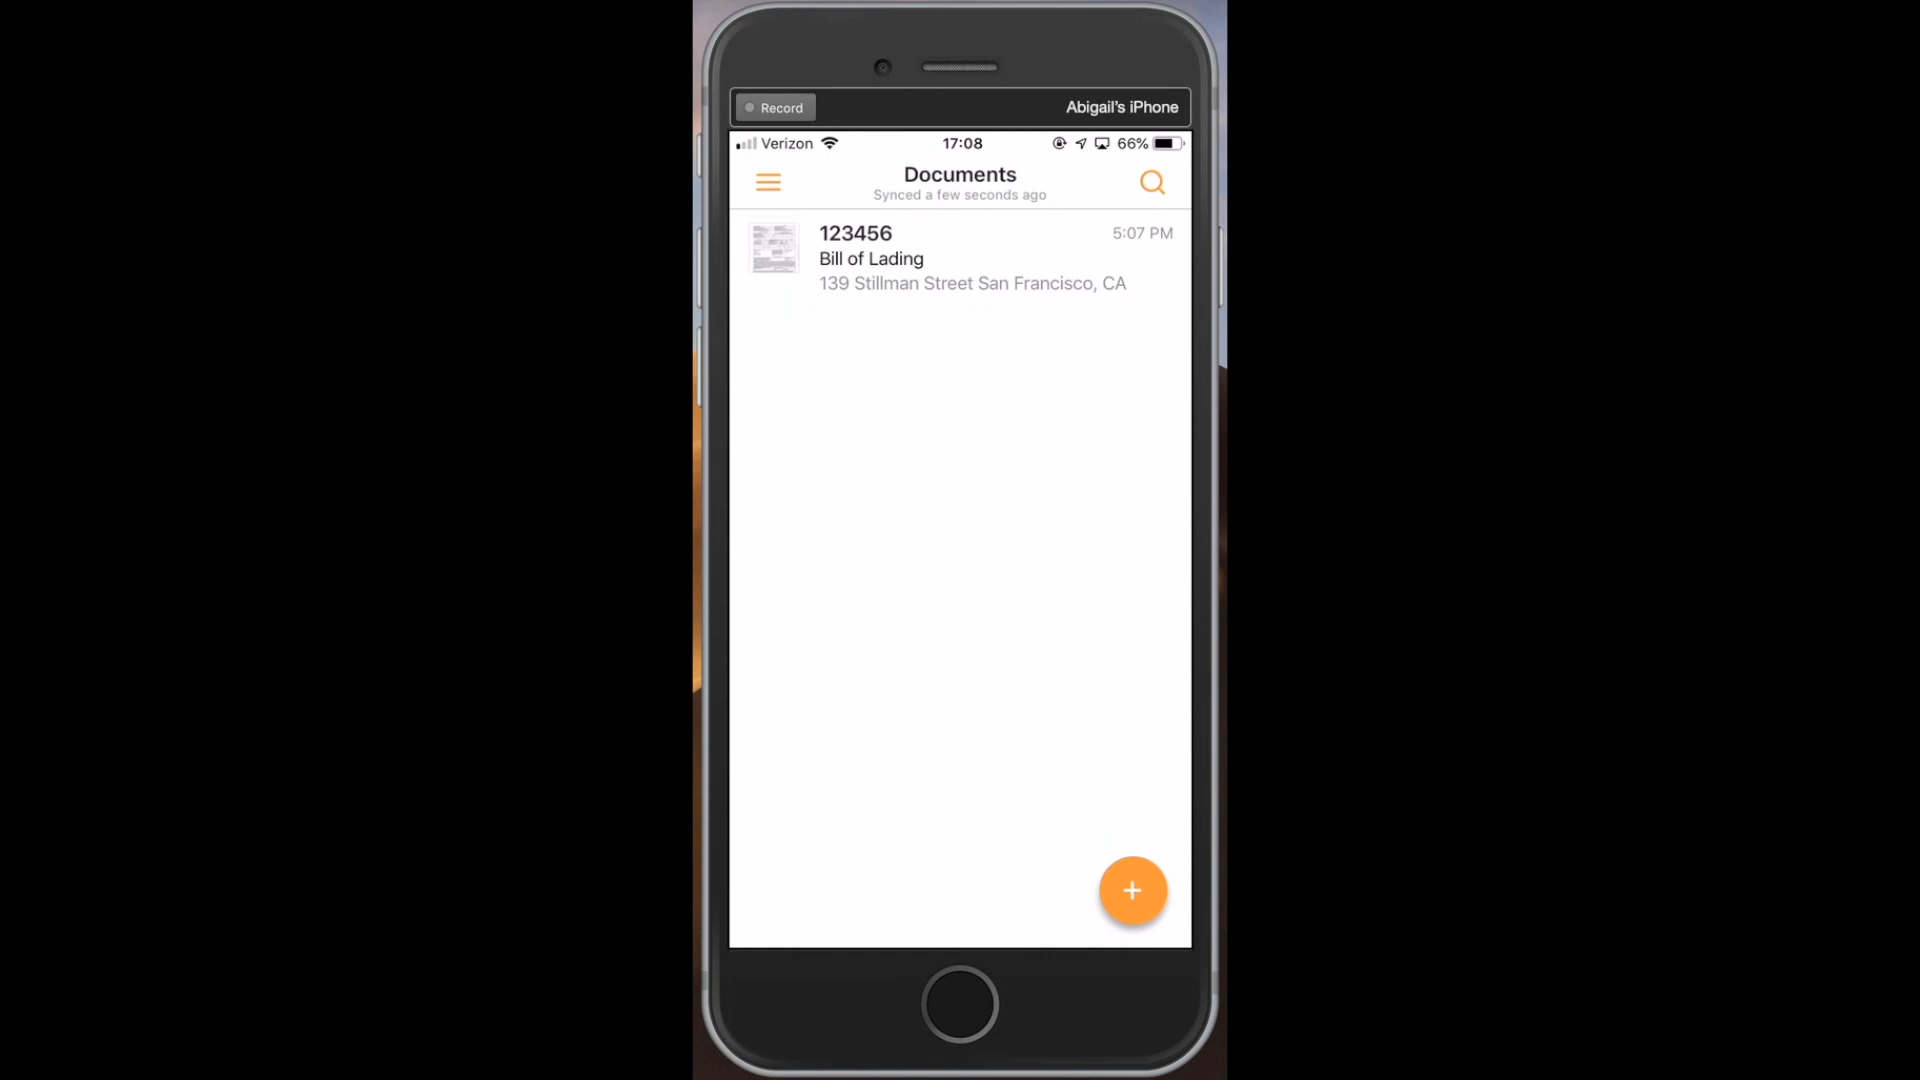 Record
Abigail's iPhone
Verizon 17:08 66%
Documents
Synced a few seconds ago
123456 5:07 PM
Bill of Lading
139 Stillman Street San Francisco, CA
+